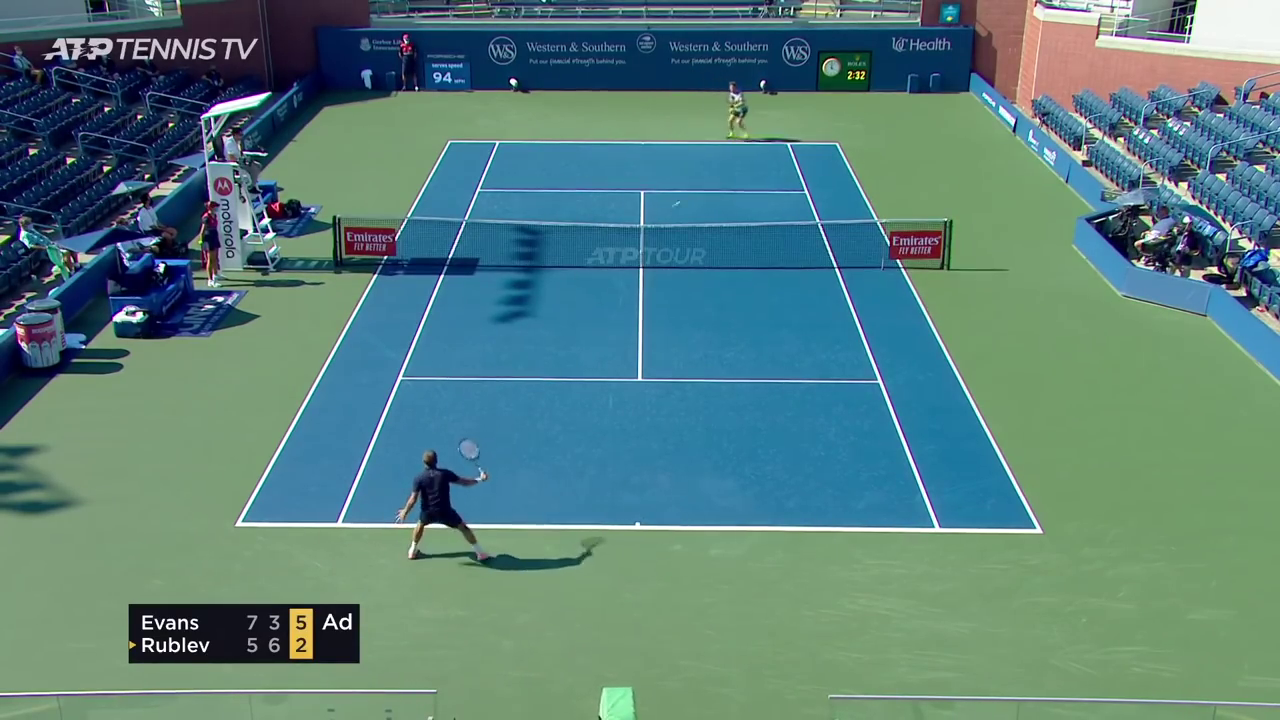 ATP TENNIS TV
W&S
Western & Southern
Put our financial strength behind you.
Western & Southern
Put our financial strength behind you.
W&S
UC Health.
PORSCHE
serves speed
94 MPH
ROLEX
2:32
motorola
Emirates
FLY BETTER
ATP TOUR
Emirates
FLY BETTER
Evans 7 3 5 Ad
Rublev 5 6 2